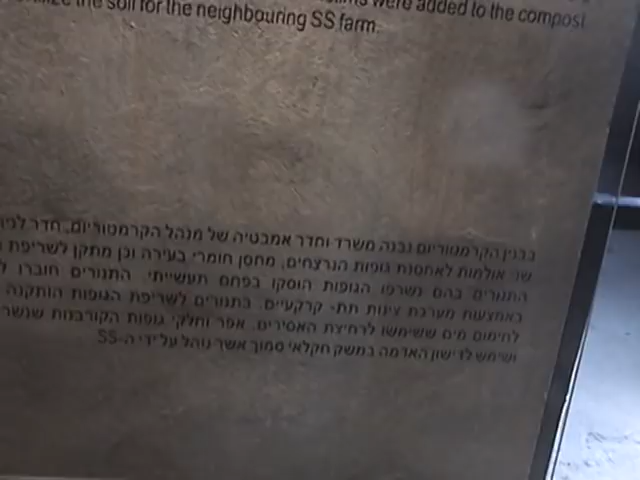 were added to the compost
the soil for the neighbouring SS farm.
בבנין הקרמטוריום נבנה משרד וחדר אמבטיה של מנהל הקרמטוריום, חדר
שני אולמות לאחסנת גופות הנרצחים, מחסן חומרי בעירה וכן מתקן לשריפת
התנורים בהם נשרפו הגופות הוסקו בפחם תעשייתי. התנורים חוברו
באמצעות מערכת צינות תת- קרקעיים. בתנורים לשריפת הגופות הותקנה
לחימום מים ששימשו לרחיצת האסירים. אפר וחלקי גופות הקורבנות
ושימש לדישון האדמה במשק חקלאי סמוך אשר נוהל על־ידי ה-SS